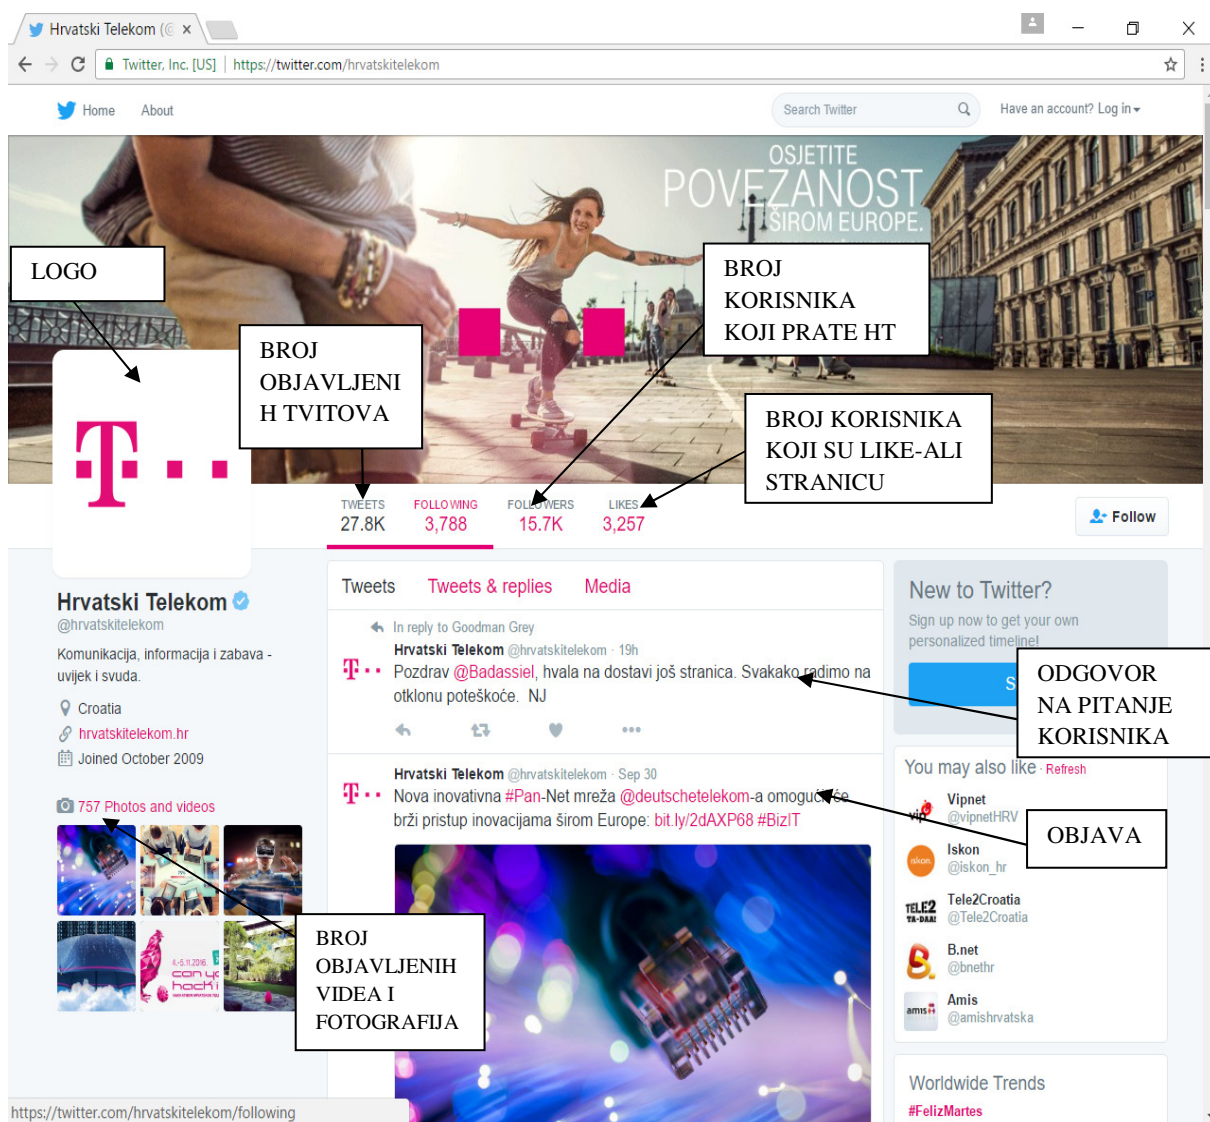 Hrvatski Telekom (@
Twitter, Inc. [US] | https://twitter.com/hrvatskitelekom
Home About
Search Twitter
Have an account? Log in
OSJETITE
POVEZANOST
ŠIROM EUROPE.
LOGO
BROJ
OBJAVLJENI
H TVITOVA
BROJ
KORISNIKA
KOJI PRATE HT
BROJ KORISNIKA
KOJI SU LIKE-ALI
STRANICU
TWEETS
27.8K
FOLLOWING
3,788
FOLLOWERS
15.7K
LIKES
3,257
Follow
T
Hrvatski Telekom
@hrvatskitelekom
Komunikacija, informacija i zabava -
uvijek i svuda.
Croatia
hrvatskitelekom.hr
Joined October 2009
757 Photos and videos
4.-5.11.2016.
BROJ
OBJAVLJENIH
VIDEA I
FOTOGRAFIJA
Tweets Tweets & replies Media
In reply to Goodman Grey
Hrvatski Telekom @hrvatskitelekom · 19h
Pozdrav @Badassiel, hvala na dostavi još stranica. Svakako radimo na
otklonu poteškoće. NJ
Hrvatski Telekom @hrvatskitelekom · Sep 30
Nova inovativna #Pan-Net mreža @deutschetelekom-a omogućit će
brži pristup inovacijama širom Europe: bit.ly/2dAXP68 #BizIT
New to Twitter?
Sign up now to get your own
personalized timeline!
S
ODGOVOR
NA PITANJE
KORISNIKA
You may also like · Refresh
Vipnet
@vipnetHRV
OBJAVA
Iskon
@iskon_hr
Tele2Croatia
@Tele2Croatia
B.net
@bnethr
Amis
@amishrvatska
Worldwide Trends
#FelizMartes
https://twitter.com/hrvatskitelekom/following